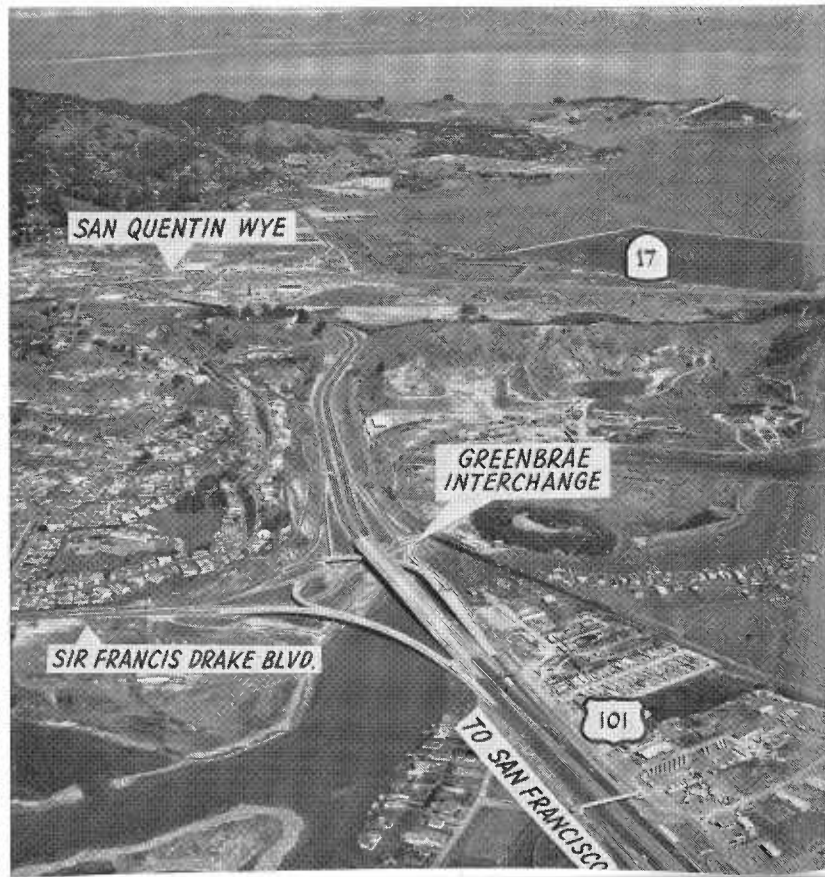 SAN QUENTIN WYE
17
GREENBRAE
INTERCHANGE
SIR FRANCIS DRAKE BLVD.
101
TO SAN FRANCISCO